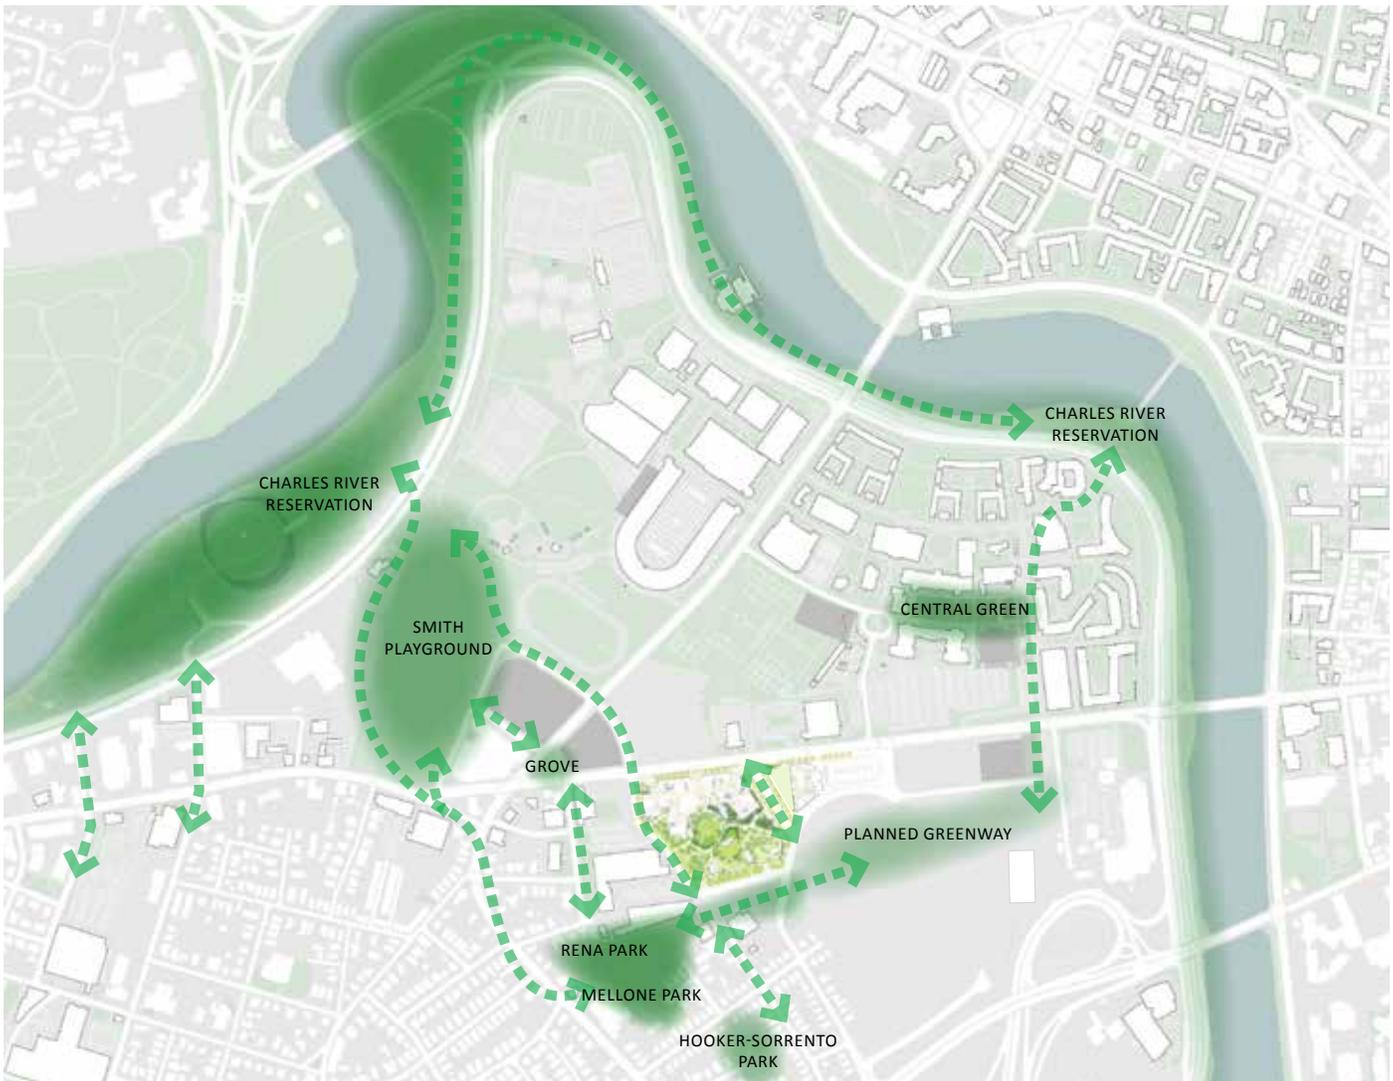 CHARLES RIVER
RESERVATION
CHARLES RIVER
RESERVATION
CENTRAL GREEN
SMITH
PLAYGROUND
GROVE
PLANNED GREENWAY
RENA PARK
MELLONE PARK
HOOKER-SORRENTO
PARK